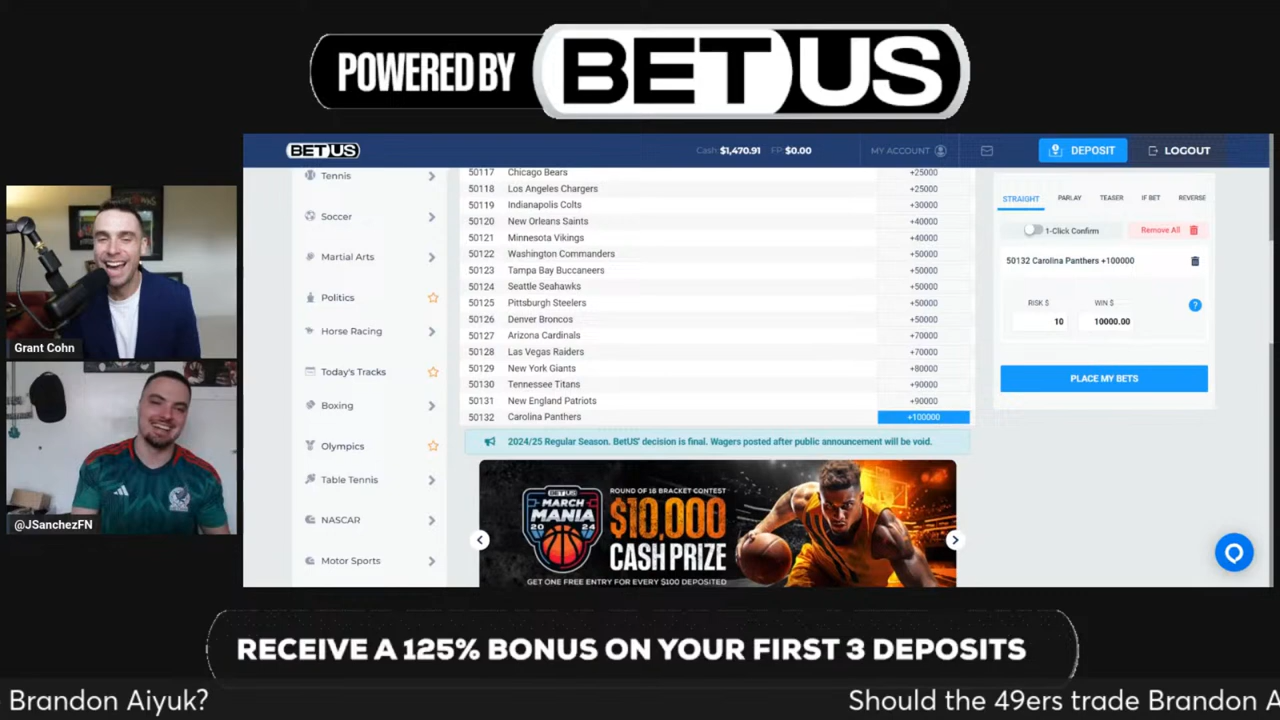 POWERED BY BETUS
BETUS
Cash $1,470.91 FP $0.00
MY ACCOUNT
DEPOSIT
LOGOUT
Tennis
Soccer
Martial Arts
Politics
Horse Racing
Today's Tracks
Boxing
Olympics
Table Tennis
NASCAR
Motor Sports
50117 Chicago Bears +25000
50118 Los Angeles Chargers +25000
50119 Indianapolis Colts +30000
50120 New Orleans Saints +40000
50121 Minnesota Vikings +40000
50122 Washington Commanders +50000
50123 Tampa Bay Buccaneers +50000
50124 Seattle Seahawks +50000
50125 Pittsburgh Steelers +50000
50126 Denver Broncos +50000
50127 Arizona Cardinals +70000
50128 Las Vegas Raiders +70000
50129 New York Giants +80000
50130 Tennessee Titans +90000
50131 New England Patriots +90000
50132 Carolina Panthers +100000
2024/25 Regular Season. BetUS' decision is final. Wagers posted after public announcement will be void.
BETUS
MARCH
MANIA
2024
ROUND OF 16 BRACKET CONTEST
$10,000
CASH PRIZE
GET ONE FREE ENTRY FOR EVERY $100 DEPOSITED
STRAIGHT PARLAY TEASER IF BET REVERSE
1-Click Confirm
Remove All
50132 Carolina Panthers +100000
RISK $ WIN $
10 10000.00
?
PLACE MY BETS
Grant Cohn
@JSanchezFN
RECEIVE A 125% BONUS ON YOUR FIRST 3 DEPOSITS
Brandon Aiyuk?
Should the 49ers trade Brandon A